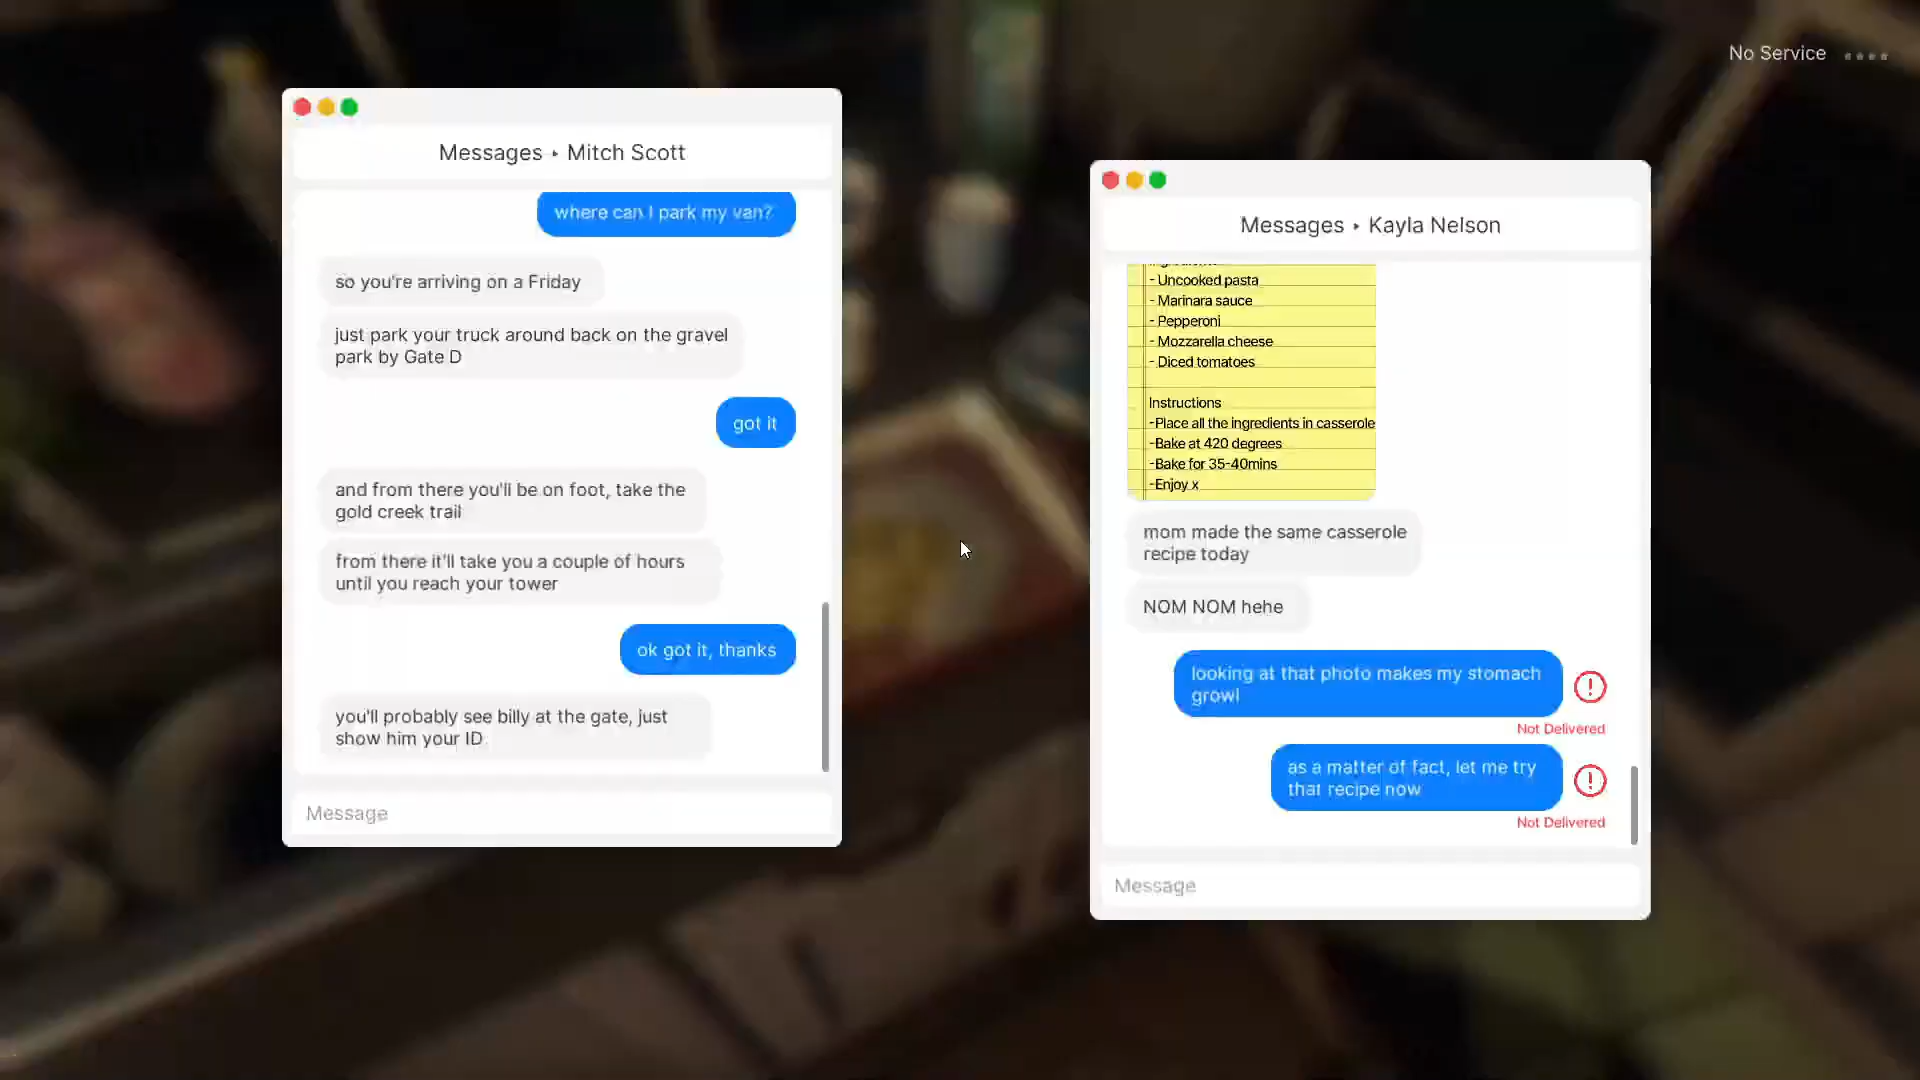 No Service
Messages ‣ Mitch Scott
where can I park my van?
so you're arriving on a Friday
just park your truck around back on the gravel
park by Gate D
got it
and from there you'll be on foot, take the
gold creek trail
from there it'll take you a couple of hours
until you reach your tower
ok got it, thanks
you'll probably see billy at the gate, just
show him your ID
Message
Messages ‣ Kayla Nelson
- Uncooked pasta
- Marinara sauce
- Pepperoni
- Mozzarella cheese
- Diced tomatoes
Instructions
-Place all the ingredients in casserole
-Bake at 420 degrees
-Bake for 35-40mins
-Enjoy x
mom made the same casserole
recipe today
NOM NOM hehe
looking at that photo makes my stomach
growl
Not Delivered
as a matter of fact, let me try
that recipe now
Not Delivered
Message